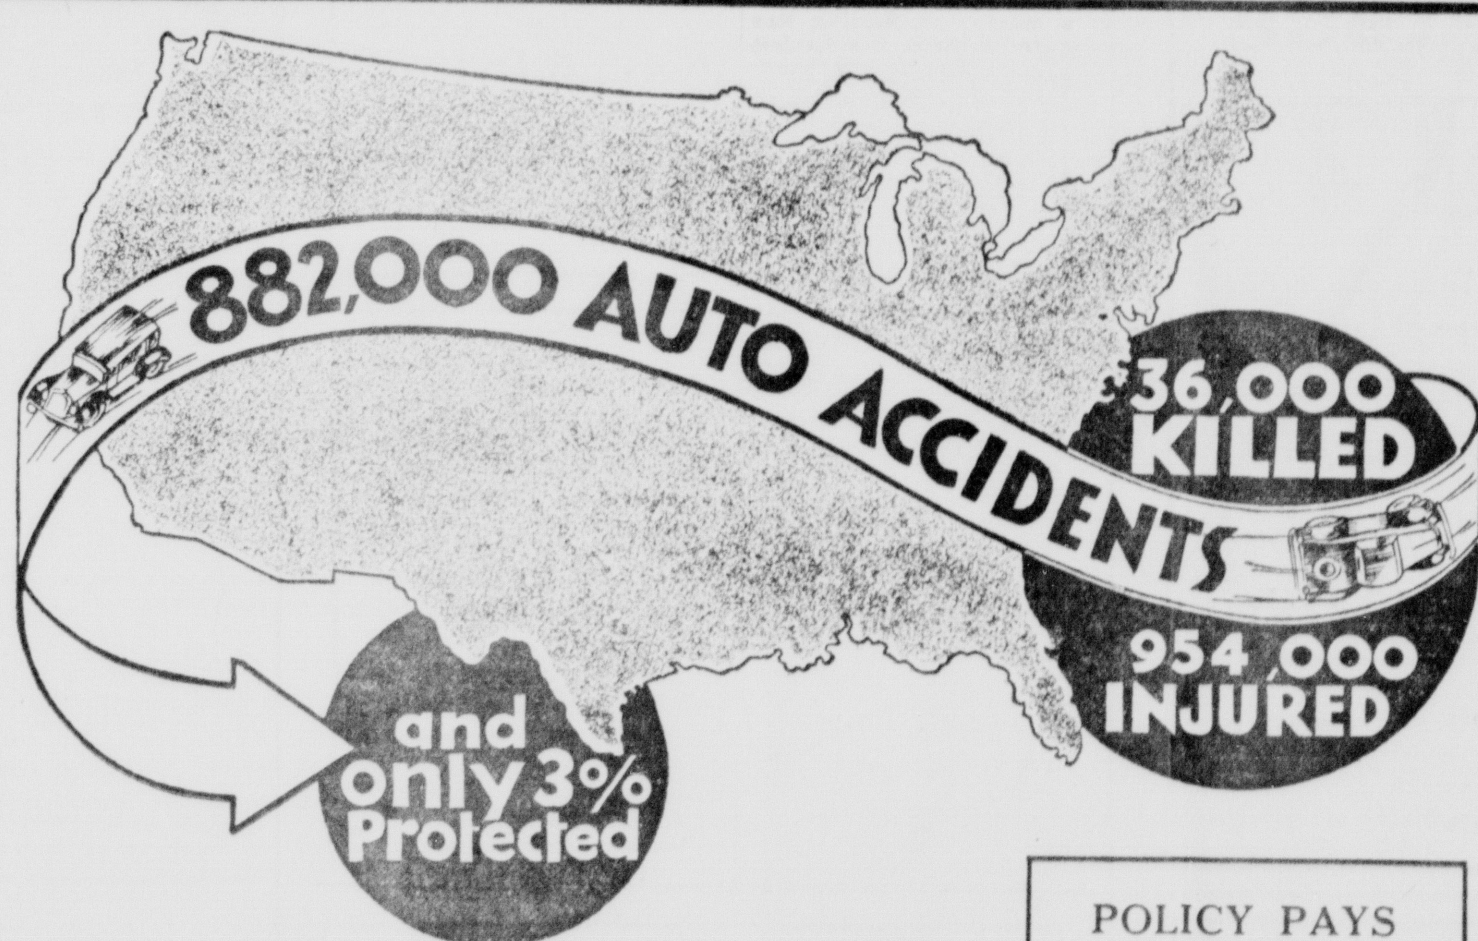 882,000 AUTO ACCIDENTS
36,000
KILLED
954,000
INJURED
and
only 3%
Protected
POLICY PAYS